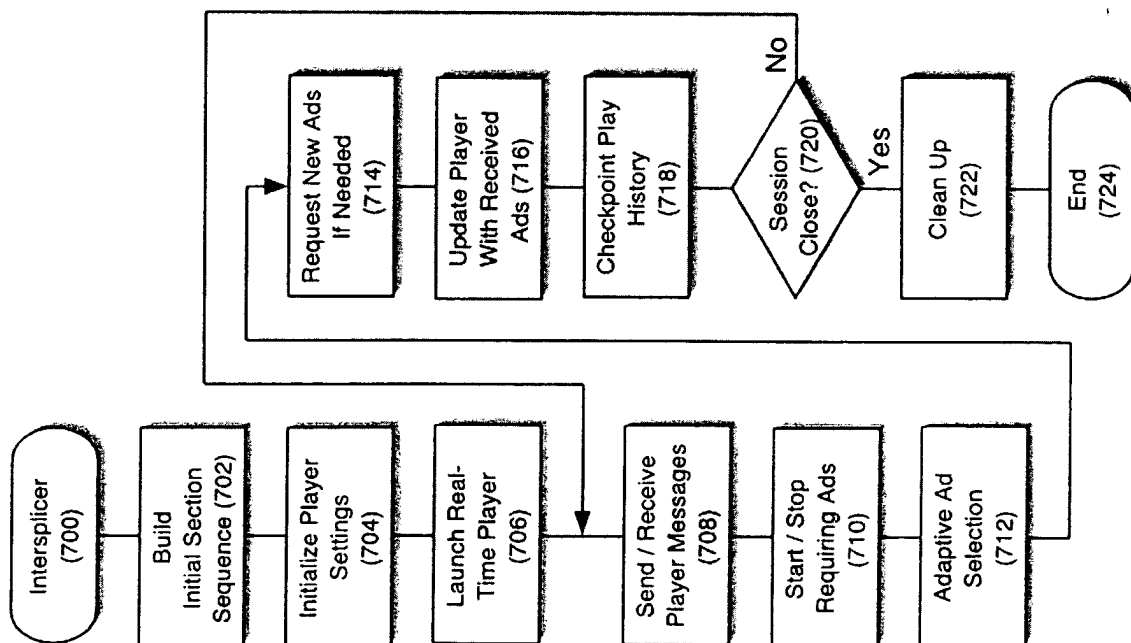 Intersplicer
(700)
Build
Initial Section
Sequence (702)
Initialize Player
Settings
(704)
Launch Real-
Time Player
(706)
Send / Receive
Player Messages
(708)
Start / Stop
Requiring Ads
(710)
Adaptive Ad
Selection
(712)
Request New Ads
If Needed
(714)
Update Player
With Received
Ads (716)
Checkpoint Play
History
(718)
Session
Close? (720)
No
Yes
Clean Up
(722)
End
(724)